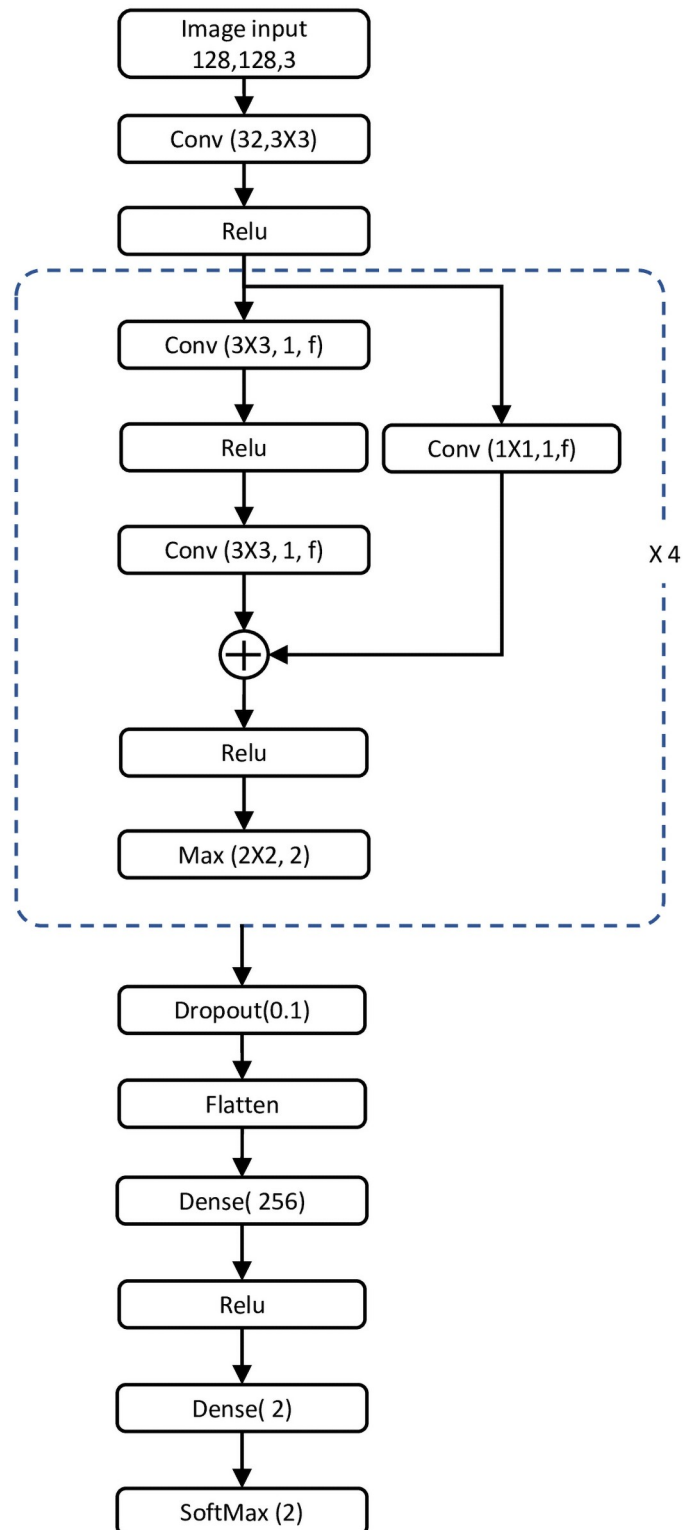 Image input
128,128,3
Conv (32,3X3)
Relu
Conv (3X3, 1, f)
Relu
Conv (1X1,1,f)
Conv (3X3, 1, f)
X 4
Relu
Max (2X2, 2)
Dropout(0.1)
Flatten
Dense( 256)
Relu
Dense( 2)
SoftMax (2)